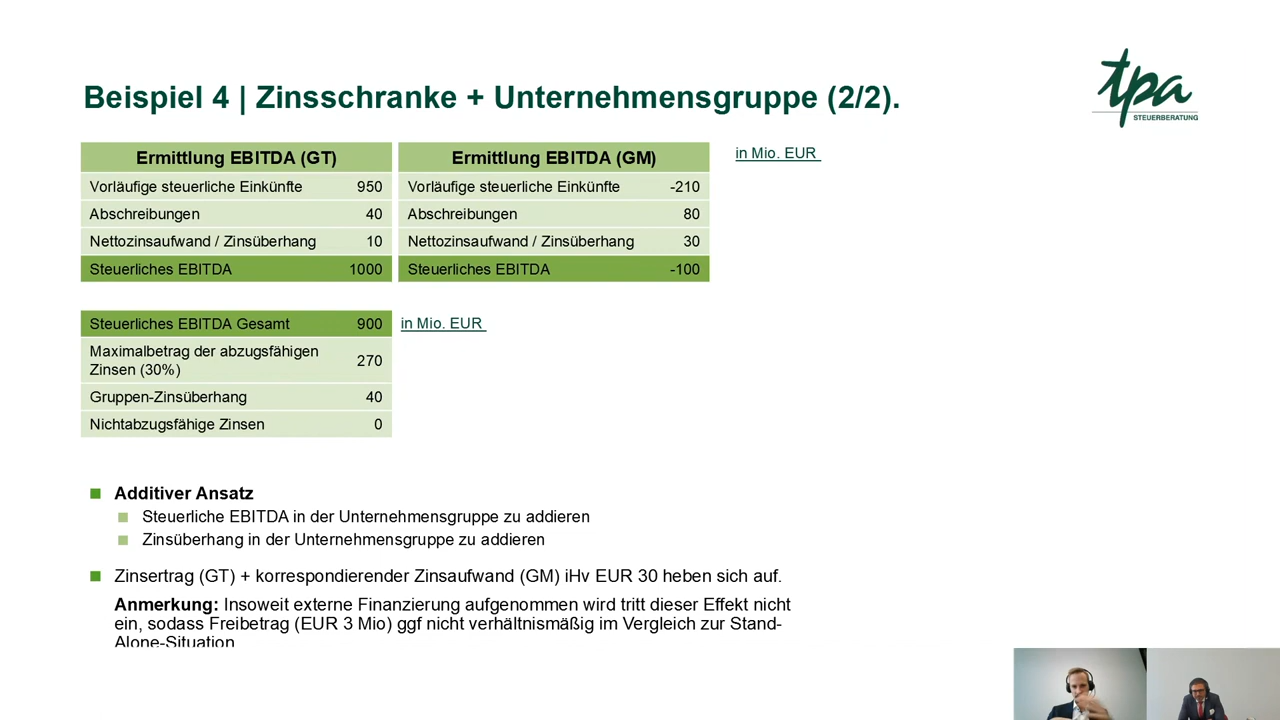 Beispiel 4 | Zinsschranke + Unternehmensgruppe (2/2).
tpa
STEUERBERATUNG
Ermittlung EBITDA (GT)
Vorläufige steuerliche Einkünfte 950
Abschreibungen 40
Nettozinsaufwand / Zinsüberhang 10
Steuerliches EBITDA 1000
Ermittlung EBITDA (GM)
Vorläufige steuerliche Einkünfte -210
Abschreibungen 80
Nettozinsaufwand / Zinsüberhang 30
Steuerliches EBITDA -100
in Mio. EUR
Steuerliches EBITDA Gesamt 900
Maximalbetrag der abzugsfähigen
Zinsen (30%) 270
Gruppen-Zinsüberhang 40
Nichtabzugsfähige Zinsen 0
in Mio. EUR
Additiver Ansatz
Steuerliche EBITDA in der Unternehmensgruppe zu addieren
Zinsüberhang in der Unternehmensgruppe zu addieren
Zinsertrag (GT) + korrespondierender Zinsaufwand (GM) iHv EUR 30 heben sich auf.
Anmerkung: Insoweit externe Finanzierung aufgenommen wird tritt dieser Effekt nicht
ein, sodass Freibetrag (EUR 3 Mio) ggf nicht verhältnismäßig im Vergleich zur Stand-
Alone-Situation